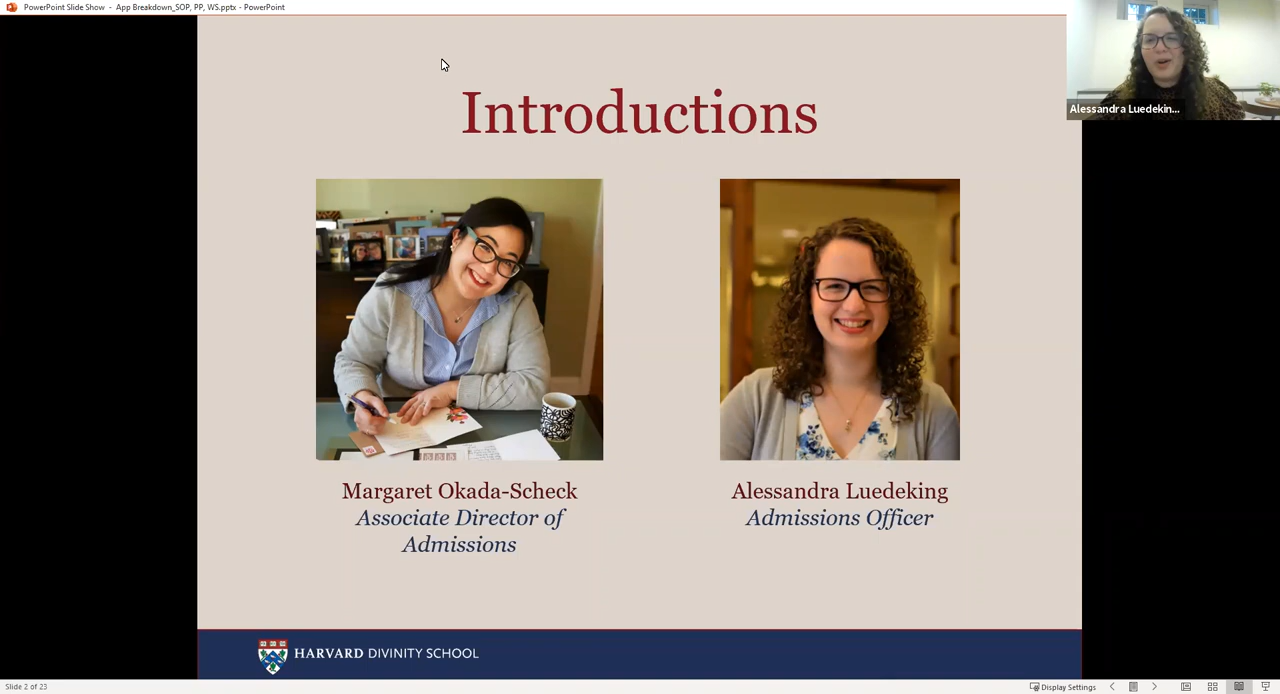 PowerPoint Slide Show - App Breakdown_SOP, PP, WS.pptx - PowerPoint
Alessandra Luedekin...
Introductions
Margaret Okada-Scheck
Associate Director of
Admissions
Alessandra Luedeking
Admissions Officer
HARVARD DIVINITY SCHOOL
Slide 2 of 23
Display Settings